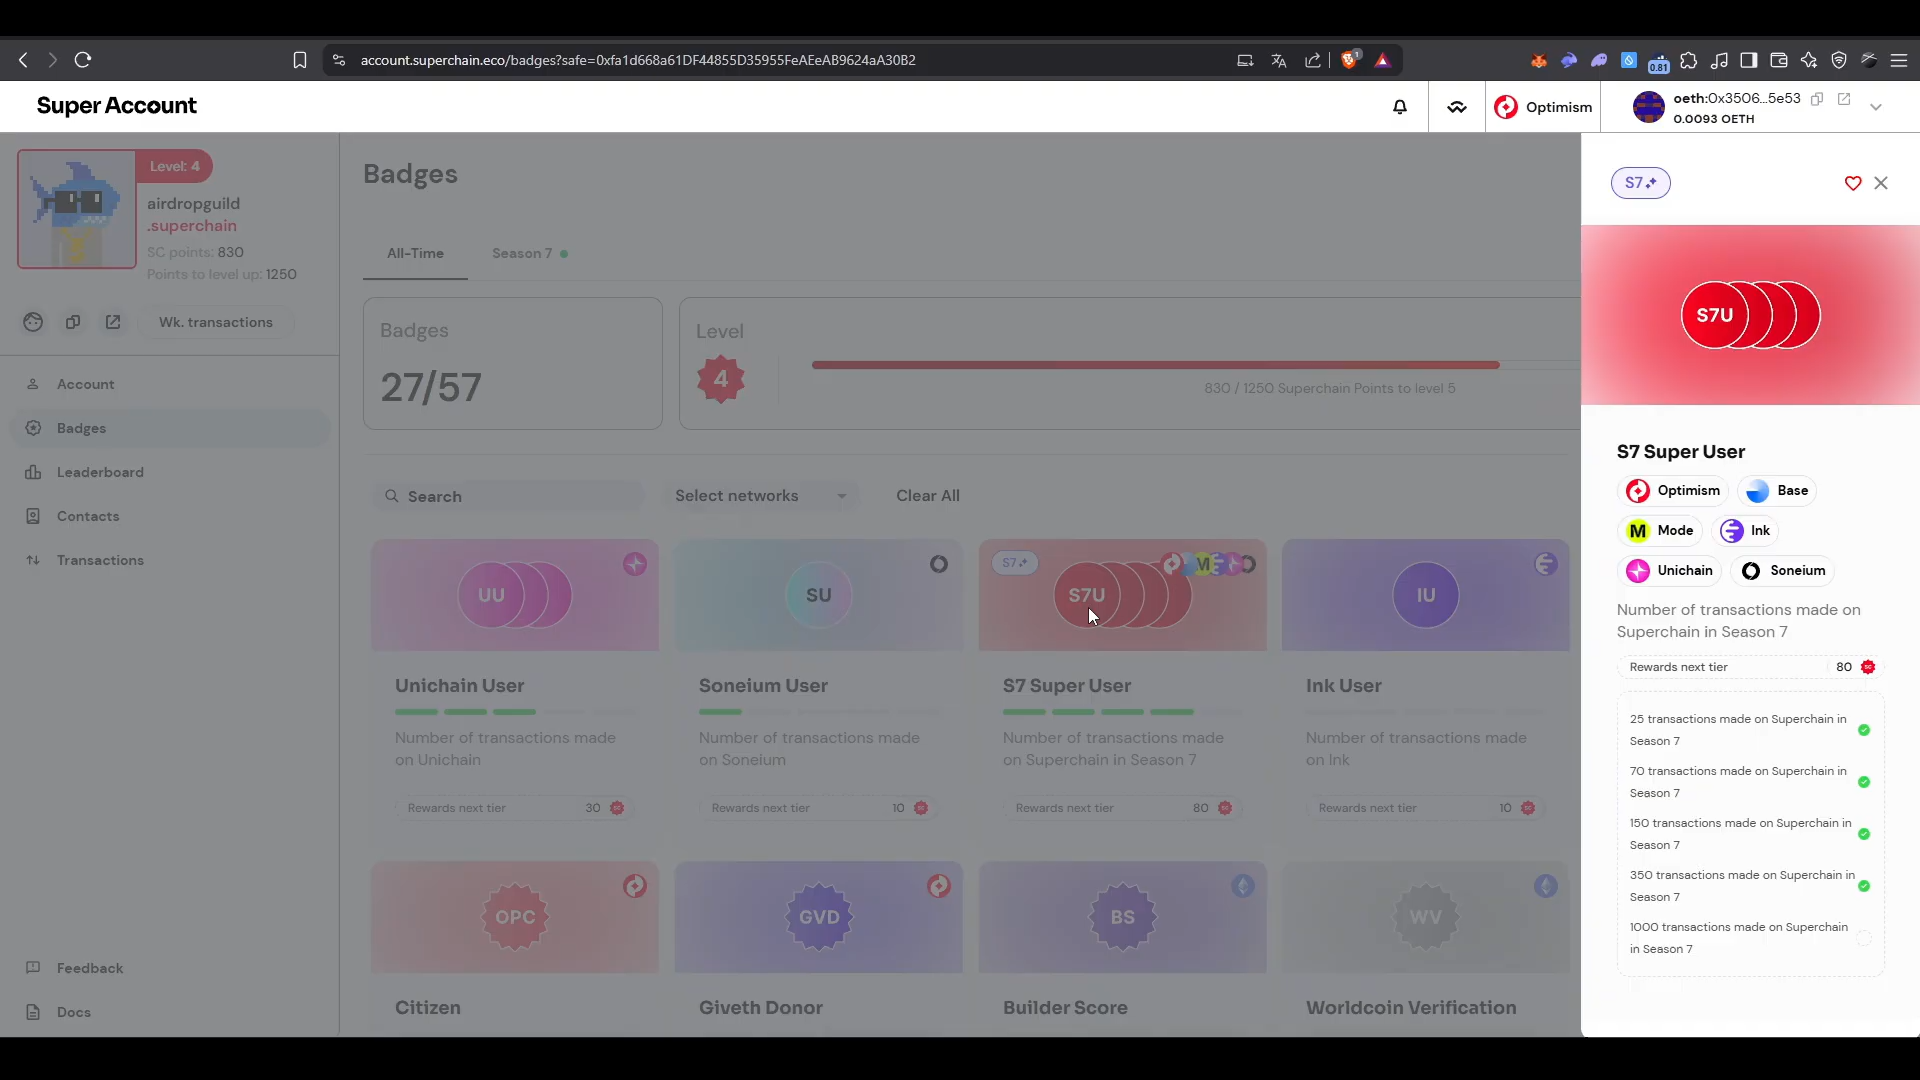 account.superchain.eco/badges?safe=0xfa1d668a61DF44855D35955FeAEeAB9624aA30B2
1
0.81
Super Account
Optimism
oeth:0x3506...5e53
0.0093 OETH
Level: 4
airdropguild
.superchain
SC points: 830
Points to level up: 1250
Wk. transactions
Account
Badges
Leaderboard
Contacts
Transactions
Feedback
Docs
Badges
All-Time
Season 7
Badges
27/57
Level
4
830 / 1250 Superchain Points to level 5
Search
Select networks
Clear All
UU
Unichain User
Number of transactions made
on Unichain
Rewards next tier
30
SU
Soneium User
Number of transactions made
on Soneium
Rewards next tier
10
S7
S7U
M
S7 Super User
Number of transactions made
on Superchain in Season 7
Rewards next tier
80
IU
Ink User
Number of transactions made
on Ink
Rewards next tier
10
OPC
Citizen
GVD
Giveth Donor
BS
Builder Score
WV
Worldcoin Verification
S7
S7U
S7 Super User
Optimism
Base
M Mode
Ink
Unichain
Soneium
Number of transactions made on
Superchain in Season 7
Rewards next tier
80
25 transactions made on Superchain in
Season 7
70 transactions made on Superchain in
Season 7
150 transactions made on Superchain in
Season 7
350 transactions made on Superchain in
Season 7
1000 transactions made on Superchain
in Season 7